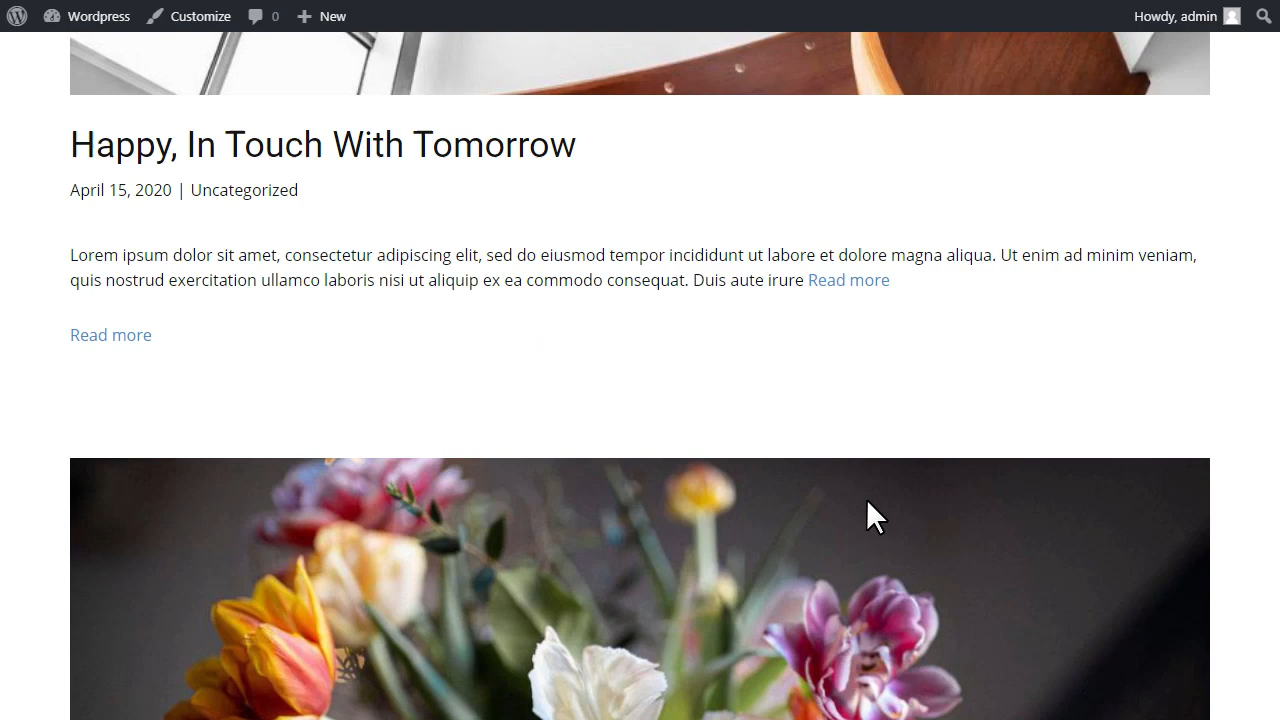 Wordpress Customize 0 New Howdy, admin
Happy, In Touch With Tomorrow
April 15, 2020 | Uncategorized
Lorem ipsum dolor sit amet, consectetur adipiscing elit, sed do eiusmod tempor incididunt ut labore et dolore magna aliqua. Ut enim ad minim veniam,
quis nostrud exercitation ullamco laboris nisi ut aliquip ex ea commodo consequat. Duis aute irure Read more
Read more